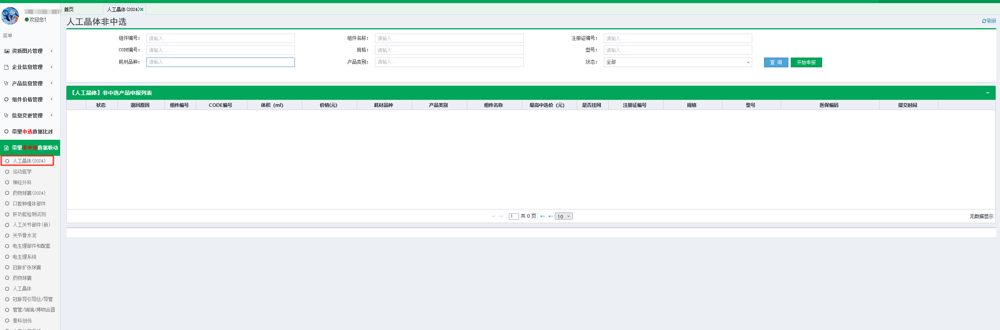 首页
人工晶体(2024)
欢迎您!
人工晶体非中选
刷新
菜单
组件编号： 请输入...
组件名称： 请输入...
注册证编号： 请输入...
CODE编号： 请输入...
规格： 请输入...
型号： 请输入...
耗材品种： 请输入...
产品类别： 请输入...
状态： 全部
查 询
开始申报
资质图片管理
企业信息管理
产品信息管理
组件价格管理
信息变更管理
带量中选数据比对
带量非中选数据联动
人工晶体(2024)
运动医学
神经外科
药物球囊(2024)
口腔种植体部件
肝功能检测试剂
人工关节部件(新)
关节骨水泥
电生理部件和配套
电生理系统
冠脉扩张球囊
药物球囊
人工晶体
冠脉导引导丝/导管
管管/端端/痔吻合器
骨科创伤
【人工晶体】非中选产品申报列表
状态 退回原因 组件编号 CODE编号 体积（ml） 价格(元) 耗材品种 产品类别 组件名称 最高中选价（元） 是否挂网 注册证编号 规格 型号 医保编码 提交时间
1 共 0 页 10
无数据显示